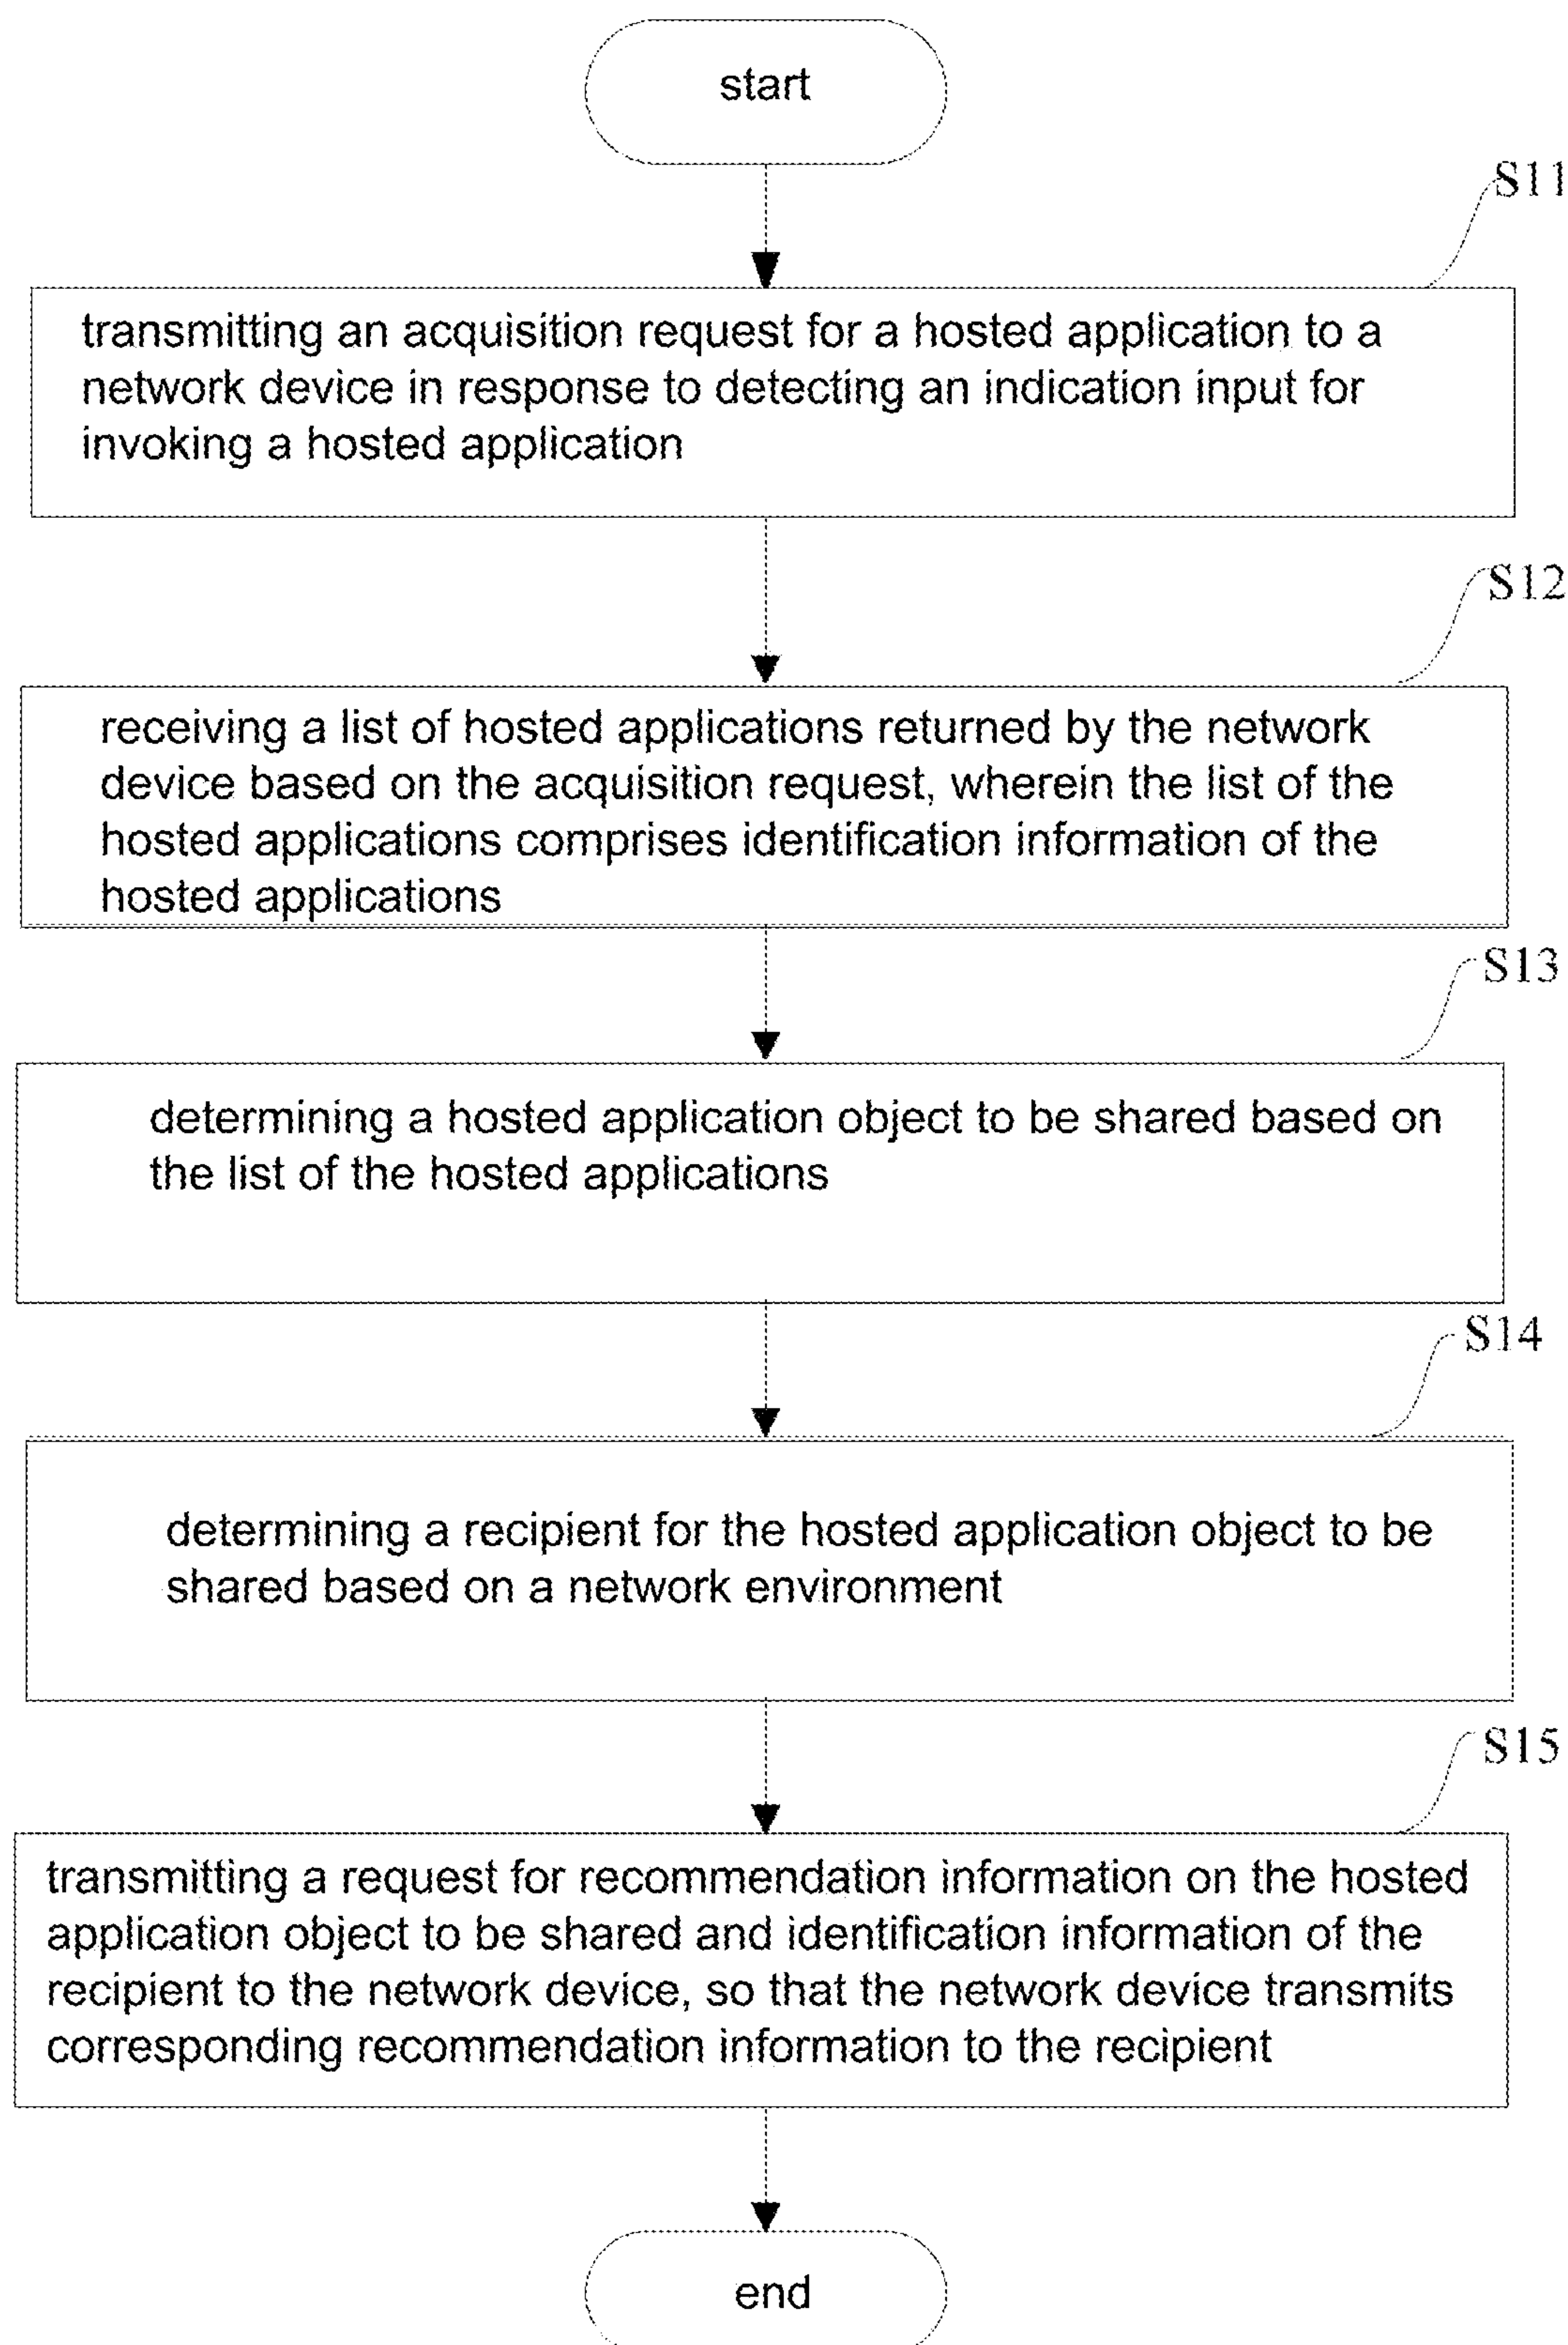 start
S11
transmitting an acquisition request for a hosted application to a
network device in response to detecting an indication input for
invoking a hosted application
S12
receiving a list of hosted applications returned by the network
device based on the acquisition request, wherein the list of the
hosted applications comprises identification information of the
hosted applications
S13
determining a hosted application object to be shared based on
the list of the hosted applications
S14
determining a recipient for the hosted application object to be
shared based on a network environment
S15
transmitting a request for recommendation information on the hosted
application object to be shared and identification information of the
recipient to the network device, so that the network device transmits
corresponding recommendation information to the recipient
end